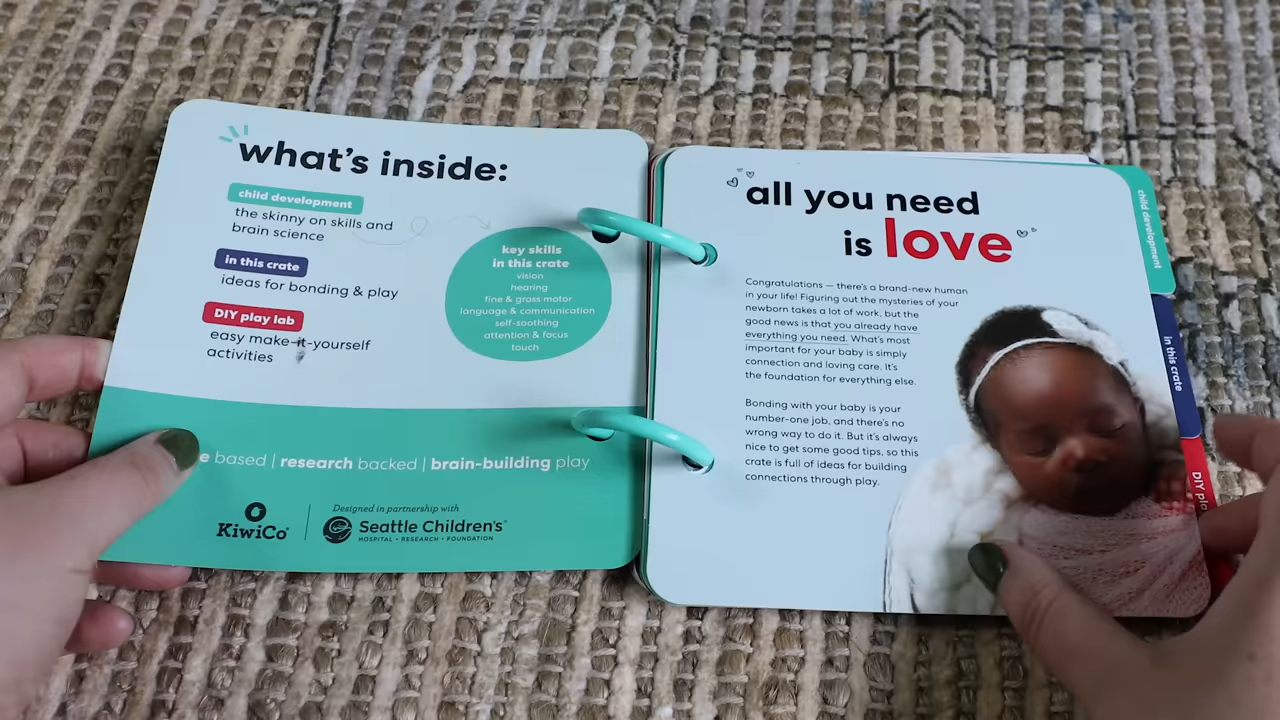 what's inside:
child development
the skinny on skills and
brain science
in this crate
ideas for bonding & play
DIY play lab
easy make-it-yourself
activities
key skills
in this crate
vision
hearing
fine & gross motor
language & communication
self-soothing
attention & focus
touch
based | research backed | brain-building play
KiwiCo
Designed in partnership with
Seattle Children's
HOSPITAL • RESEARCH • FOUNDATION
all you need
is love
Congratulations — there's a brand-new human
in your life! Figuring out the mysteries of your
newborn takes a lot of work, but the
good news is that you already have
everything you need. What's most
important for your baby is simply
connection and loving care. It's
the foundation for everything else.
Bonding with your baby is your
number-one job, and there's no
wrong way to do it. But it's always
nice to get some good tips, so this
crate is full of ideas for building
connections through play.
child development
in this crate
DIY